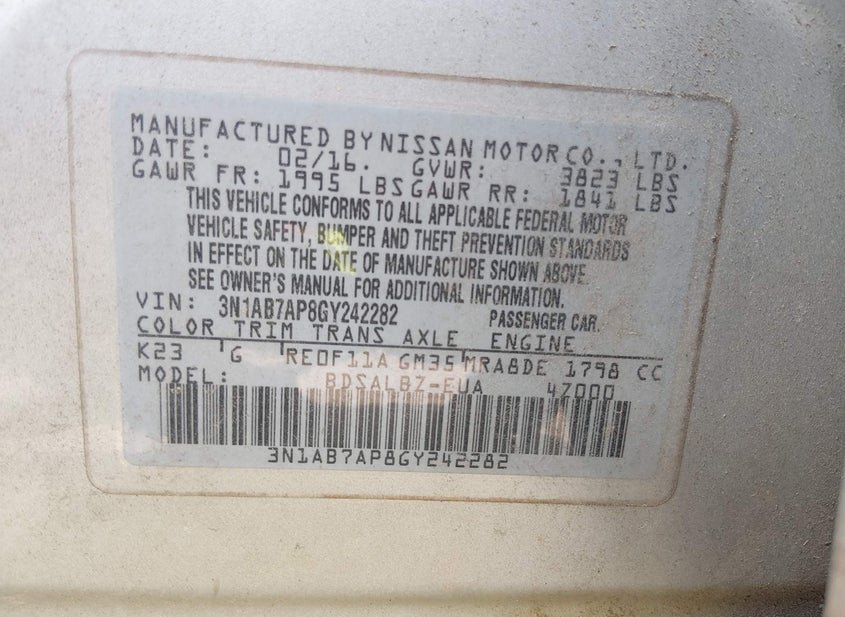 MANUFACTURED BY NISSAN MOTOR CO., LTD.
DATE: 02/16. GVWR: 3823 LBS
GAWR FR: 1995 LBS GAWR RR: 1841 LBS
THIS VEHICLE CONFORMS TO ALL APPLICABLE FEDERAL MOTOR
VEHICLE SAFETY, BUMPER AND THEFT PREVENTION STANDARDS
IN EFFECT ON THE DATE OF MANUFACTURE SHOWN ABOVE.
SEE OWNER'S MANUAL FOR ADDITIONAL INFORMATION.
VIN: 3N1AB7AP8GY242282 PASSENGER CAR.
COLOR TRIM TRANS AXLE ENGINE
K23 G RE0F11A GM35 MRA8DE 1798 CC
MODEL: BDSALBZ-EUA 47000
3N1AB7AP8GY242282